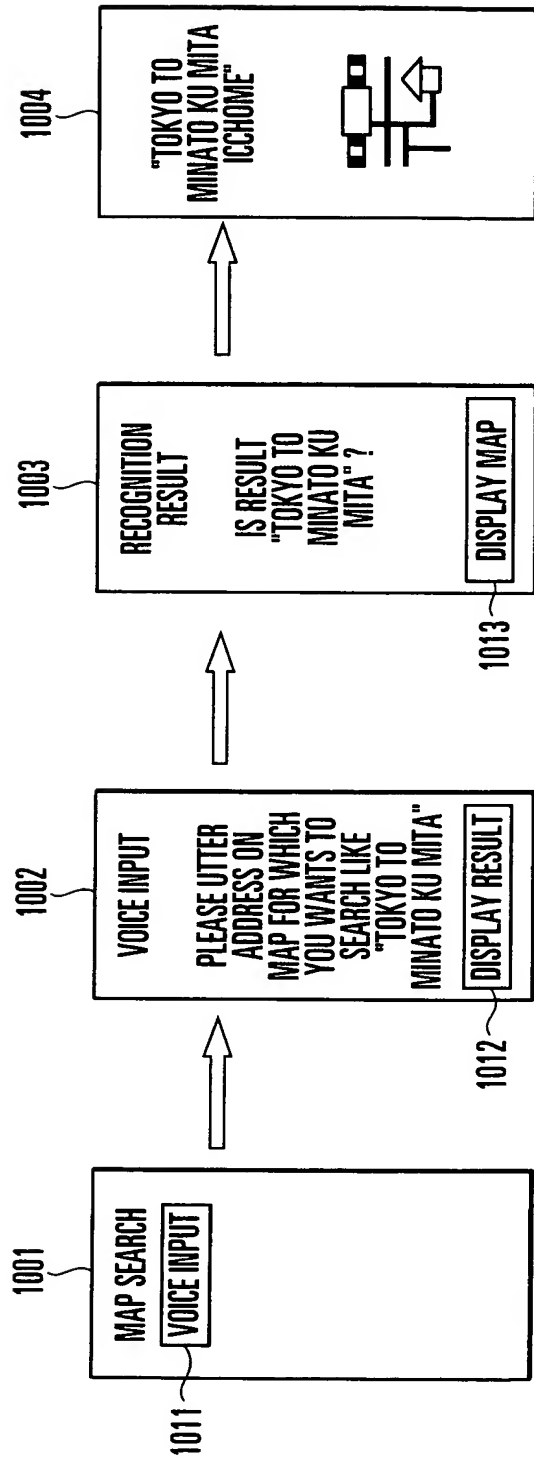 1001
MAP SEARCH
VOICE INPUT
1011
1002
VOICE INPUT
PLEASE UTTER
ADDRESS ON
MAP FOR WHICH
YOU WANTS TO
SEARCH LIKE
"TOKYO TO
MINATO KU MITA"
DISPLAY RESULT
1012
1003
RECOGNITION
RESULT
IS RESULT
"TOKYO TO
MINATO KU
MITA" ?
DISPLAY MAP
1013
1004
"TOKYO TO
MINATO KU MITA
ICCHOME"